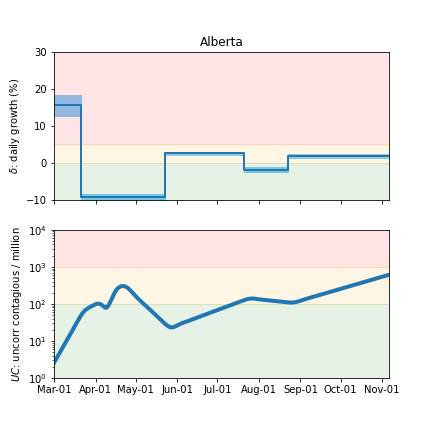 Alberta
δ: daily growth (%)
30
20
10
0
−10
UC: uncorr contagious / million
10⁴
10³
10²
10¹
10⁰
Mar-01 Apr-01 May-01 Jun-01 Jul-01 Aug-01 Sep-01 Oct-01 Nov-01